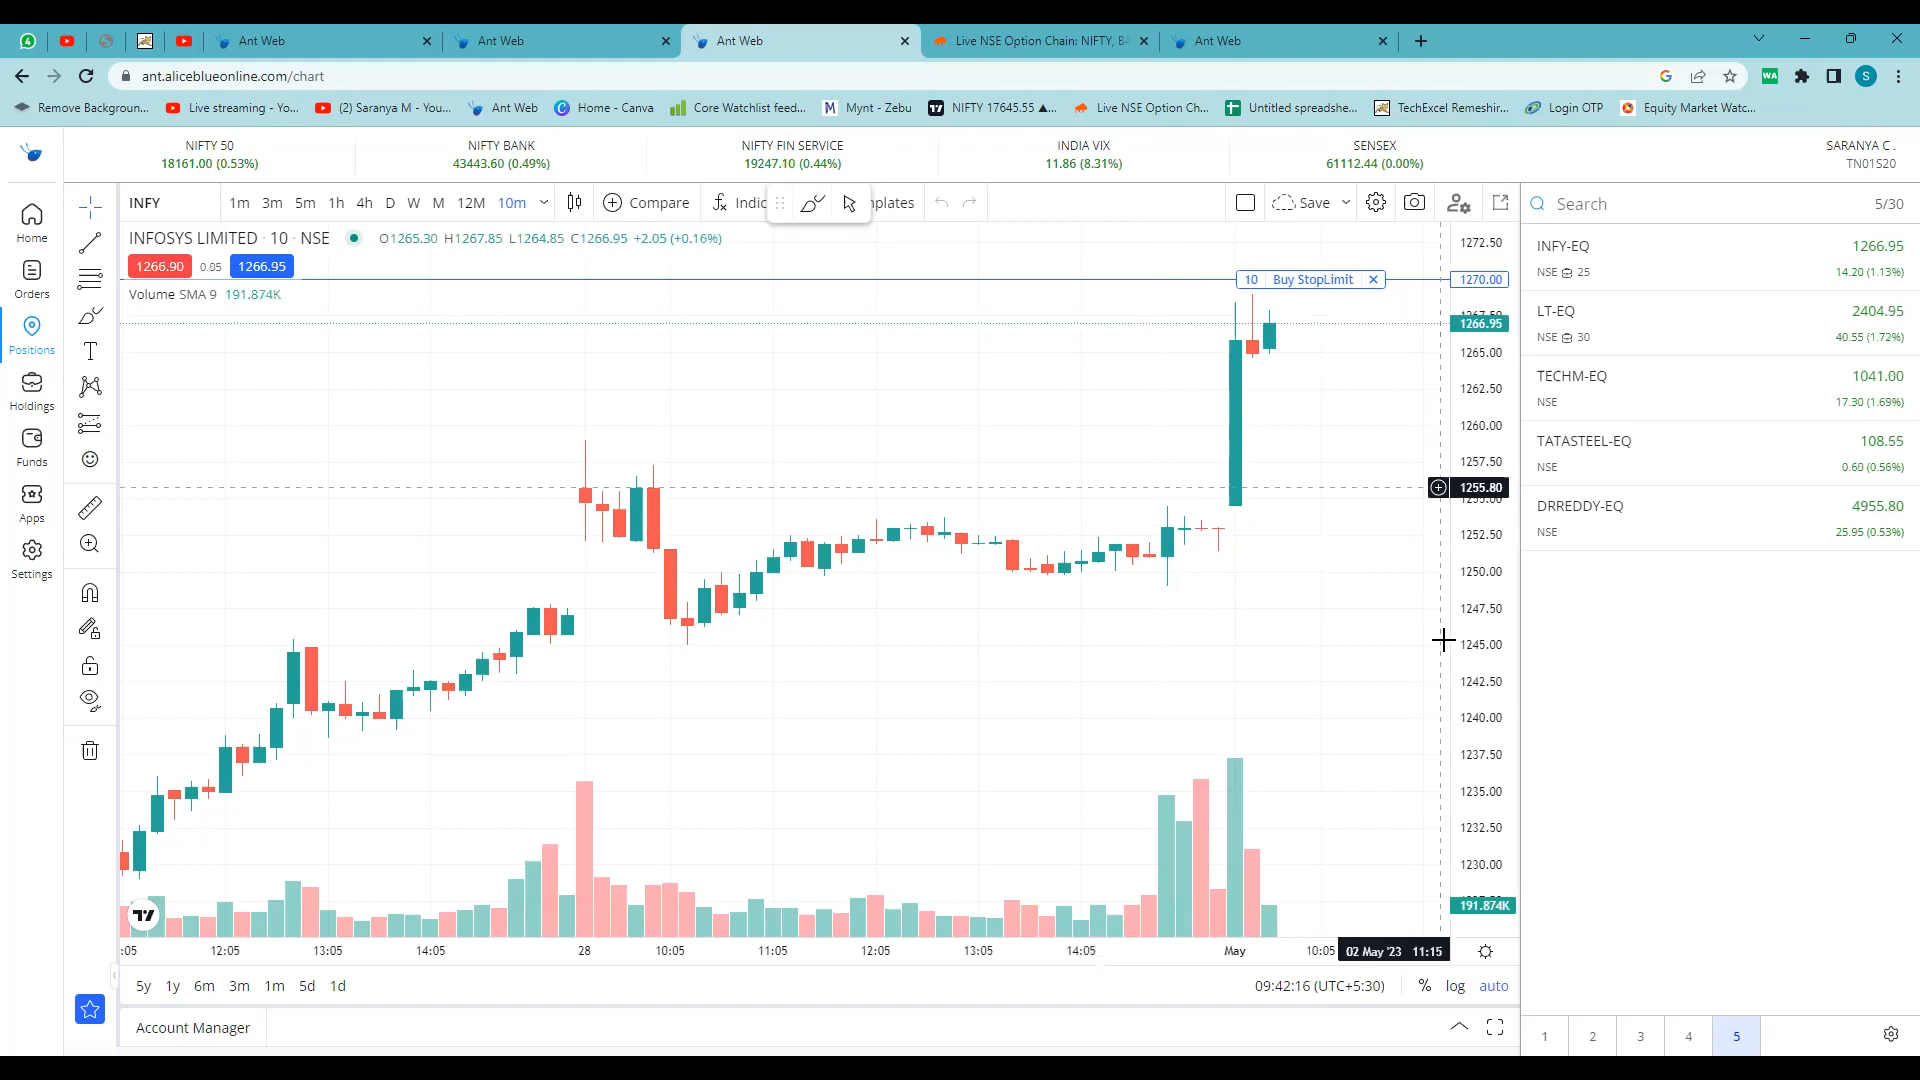 Ant Web
Ant Web
Ant Web
Live NSE Option Chain: NIFTY, BA
Ant Web
ant.aliceblueonline.com/chart
WA
S
Remove Backgroun...
Live streaming - Yo...
(2) Saranya M - You...
Ant Web
Home - Canva
Core Watchlist feed...
Mynt - Zebu
NIFTY 17645.55 ▲...
Live NSE Option Ch...
Untitled spreadshe...
TechExcel Remeshir...
Login OTP
Equity Market Watc...
NIFTY 50
18161.00 (0.53%)
NIFTY BANK
43443.60 (0.49%)
NIFTY FIN SERVICE
19247.10 (0.44%)
INDIA VIX
11.86 (8.31%)
SENSEX
61112.44 (0.00%)
SARANYA C .
TN01S20
Home
Orders
Positions
Holdings
Funds
Apps
Settings
INFY
1m 3m 5m 1h 4h D W M 12M 10m
Compare
Indic
plates
Save
INFOSYS LIMITED · 10 · NSE
O1265.30 H1267.85 L1264.85 C1266.95 +2.05 (+0.16%)
1266.90 0.05 1266.95
Volume SMA 9 191.874K
10 Buy StopLimit
1272.50
1270.00
1266.95
1265.00
1262.50
1260.00
1257.50
1255.80
1252.50
1250.00
1247.50
1245.00
1242.50
1240.00
1237.50
1235.00
1232.50
1230.00
191.874K
:05 12:05 13:05 14:05 28 10:05 11:05 12:05 13:05 14:05 May 10:05 02 May '23 11:15
5y 1y 6m 3m 1m 5d 1d
09:42:16 (UTC+5:30) % log auto
Account Manager
Search 5/30
INFY-EQ 1266.95
NSE 25 14.20 (1.13%)
LT-EQ 2404.95
NSE 30 40.55 (1.72%)
TECHM-EQ 1041.00
NSE 17.30 (1.69%)
TATASTEEL-EQ 108.55
NSE 0.60 (0.56%)
DRREDDY-EQ 4955.80
NSE 25.95 (0.53%)
1 2 3 4 5